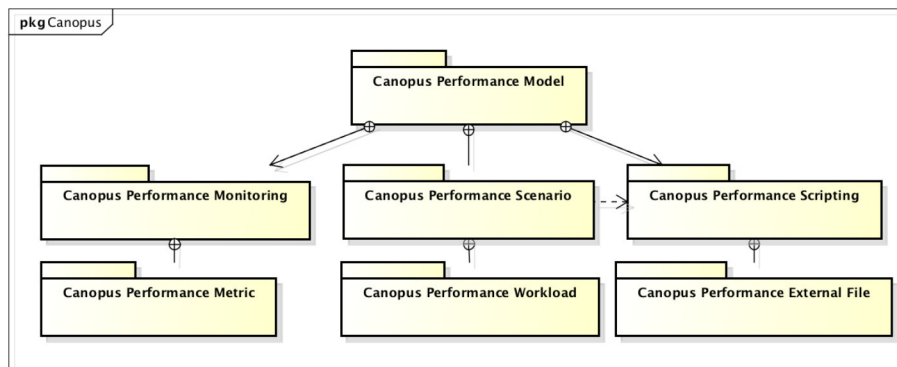 pkg Canopus
Canopus Performance Model
Canopus Performance Monitoring
Canopus Performance Scenario
Canopus Performance Scripting
Canopus Performance Metric
Canopus Performance Workload
Canopus Performance External File